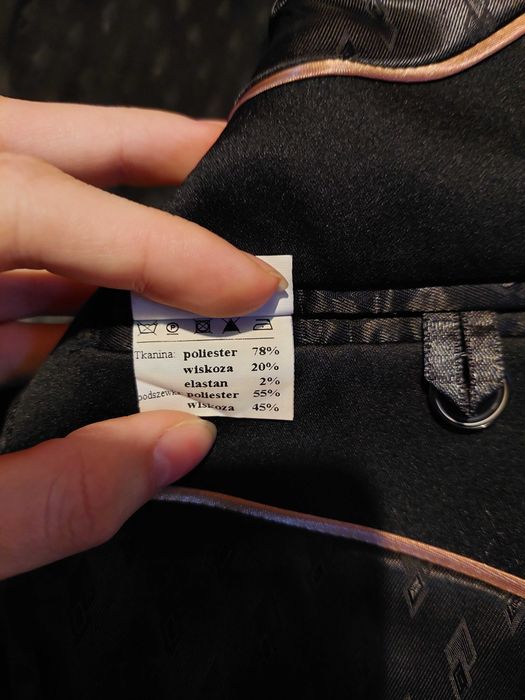 P
Tkanina: poliester 78%
wiskoza 20%
elastan 2%
podszewka poliester 55%
wiskoza 45%